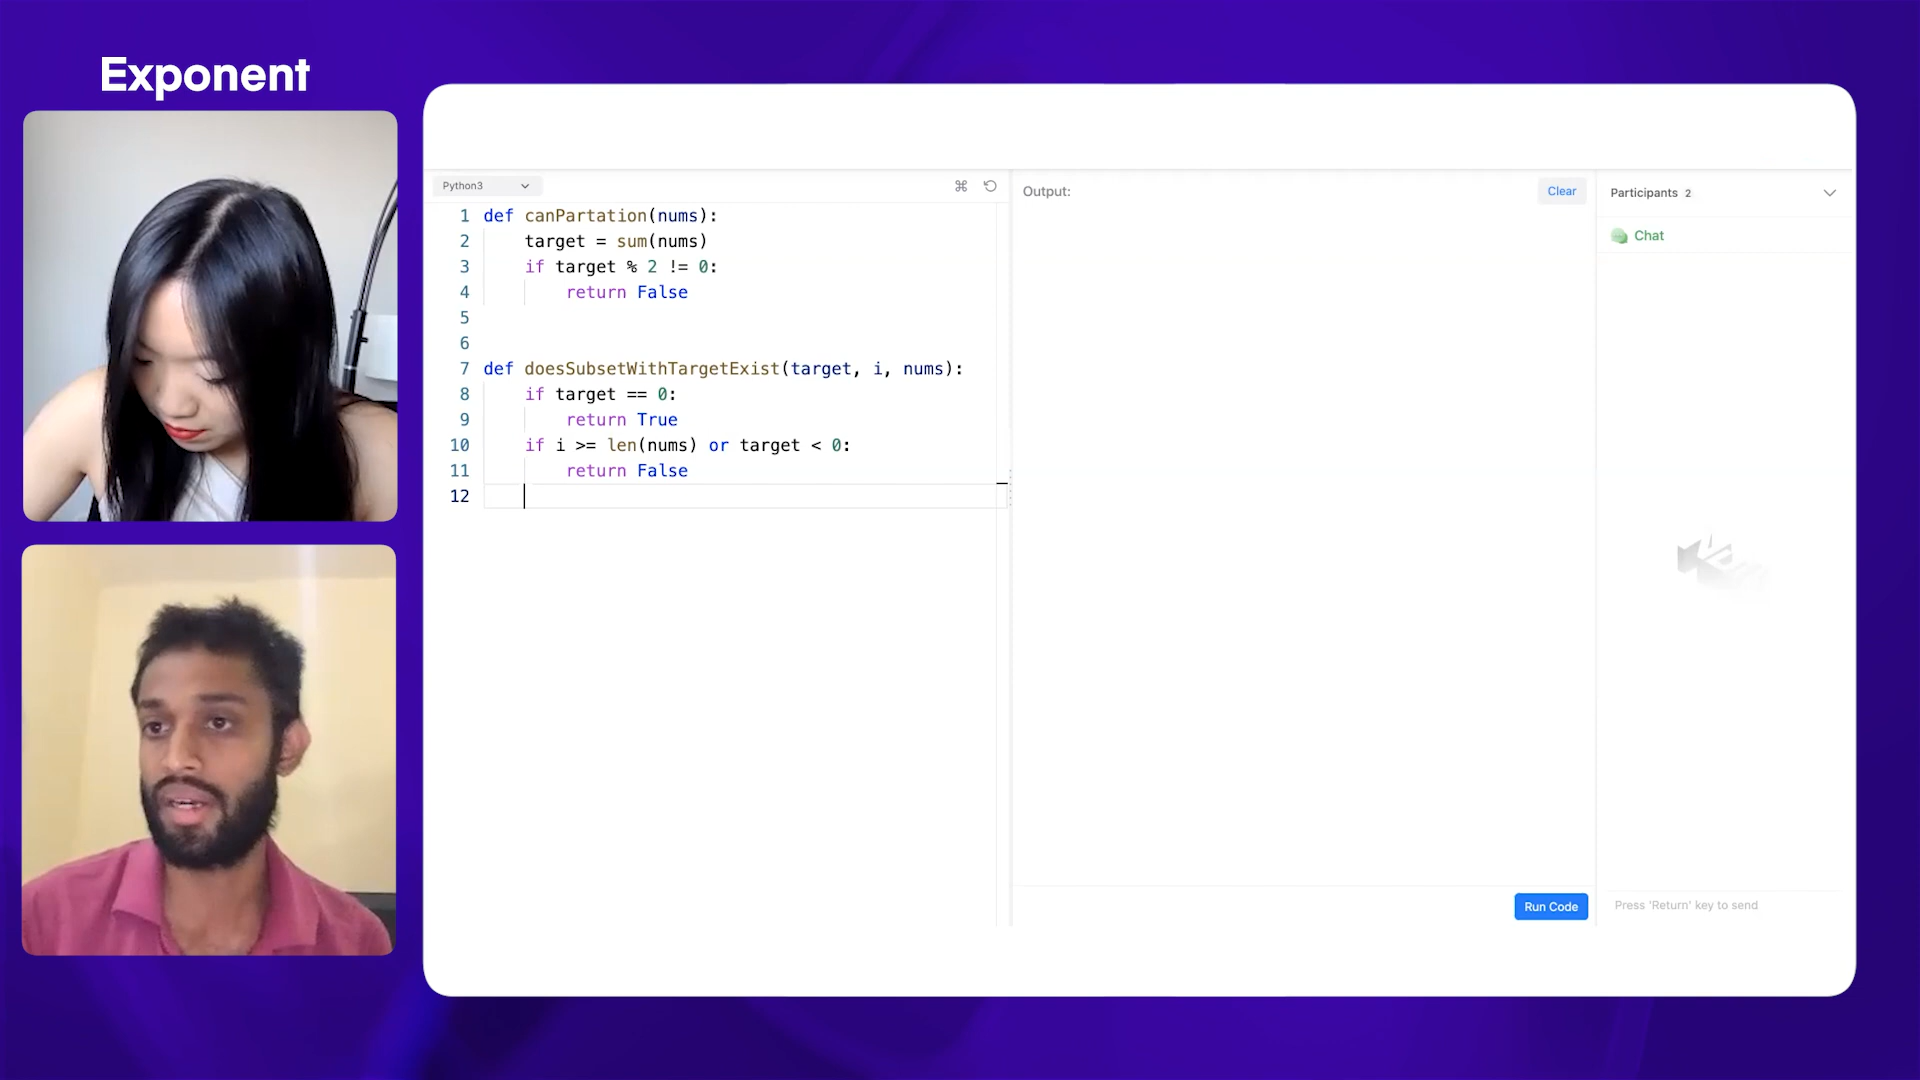 Exponent
Python3
Output:
Clear
Participants 2
Chat
1 def canPartation(nums):
2 target = sum(nums)
3 if target % 2 != 0:
4 return False
5
6
7 def doesSubsetWithTargetExist(target, i, nums):
8 if target == 0:
9 return True
10 if i >= len(nums) or target < 0:
11 return False
12
Run Code
Press 'Return' key to send